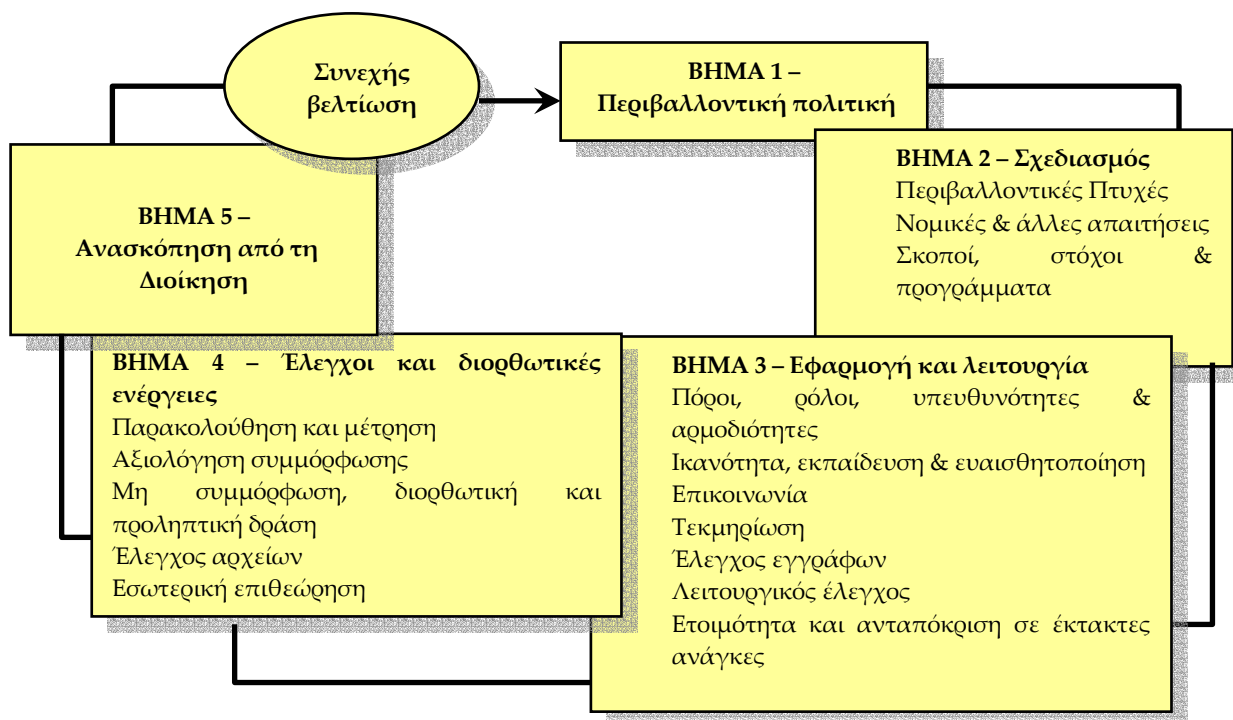 Συνεχής
βελτίωση
ΒΗΜΑ 1 –
Περιβαλλοντική πολιτική
ΒΗΜΑ 2 – Σχεδιασμός
Περιβαλλοντικές Πτυχές
Νομικές & άλλες απαιτήσεις
Σκοποί, στόχοι &
προγράμματα
ΒΗΜΑ 3 – Εφαρμογή και λειτουργία
Πόροι, ρόλοι, υπευθυνότητες &
αρμοδιότητες
Ικανότητα, εκπαίδευση & ευαισθητοποίηση
Επικοινωνία
Τεκμηρίωση
Έλεγχος εγγράφων
Λειτουργικός έλεγχος
Ετοιμότητα και ανταπόκριση σε έκτακτες
ανάγκες
ΒΗΜΑ 4 – Έλεγχοι και διορθωτικές
ενέργειες
Παρακολούθηση και μέτρηση
Αξιολόγηση συμμόρφωσης
Μη συμμόρφωση, διορθωτική και
προληπτική δράση
Έλεγχος αρχείων
Εσωτερική επιθεώρηση
ΒΗΜΑ 5 –
Ανασκόπηση από τη
Διοίκηση